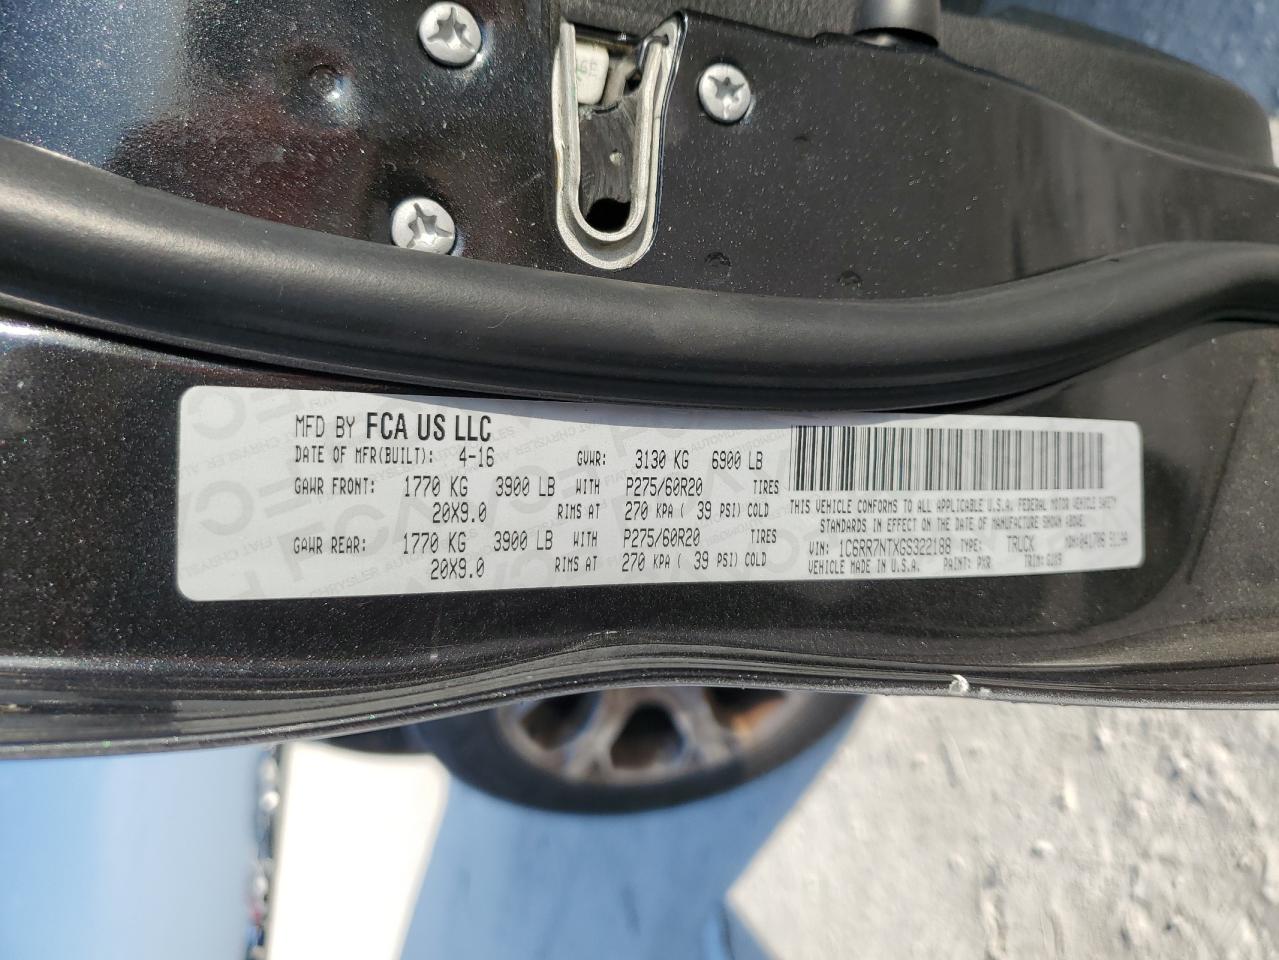 MFD BY FCA US LLC
DATE OF MFR(BUILT): 4-16 GVWR: 3130 KG 6900 LB
GAWR FRONT: 1770 KG 3900 LB WITH P275/60R20 TIRES
20X9.0 RIMS AT 270 KPA ( 39 PSI) COLD
GAWR REAR: 1770 KG 3900 LB WITH P275/60R20 TIRES
20X9.0 RIMS AT 270 KPA ( 39 PSI) COLD
THIS VEHICLE CONFORMS TO ALL APPLICABLE U.S.A. FEDERAL MOTOR VEHICLE SAFETY
STANDARDS IN EFFECT ON THE DATE OF MANUFACTURE SHOWN ABOVE.
VIN: 1C6RR7NTXGS322188 TYPE: TRUCK
VEHICLE MADE IN U.S.A. PAINT: PXR TRIM: